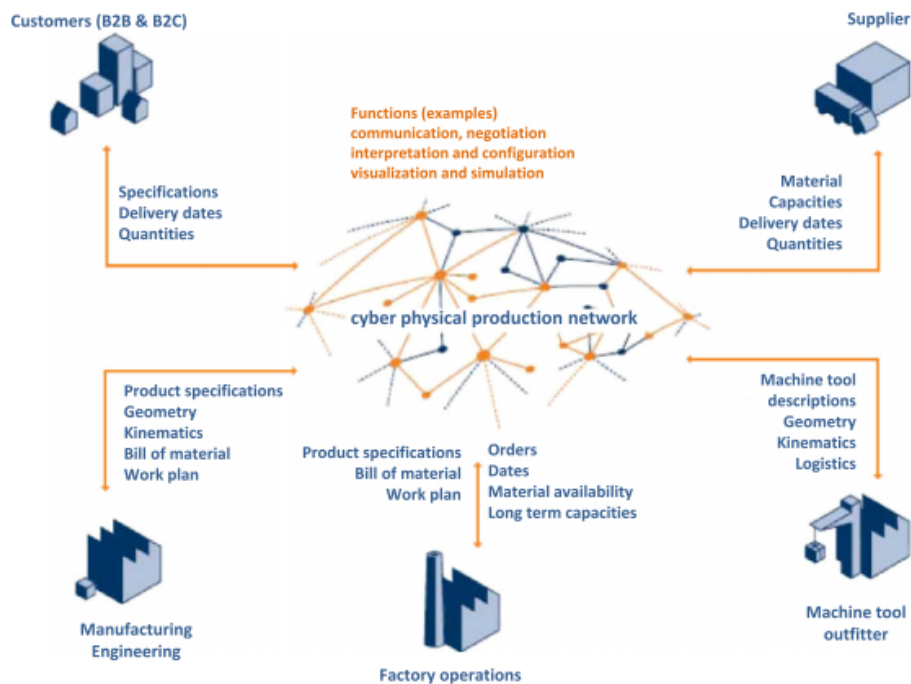 Customers (B2B & B2C)
Supplier
Functions (examples)
communication, negotiation
interpretation and configuration
visualization and simulation
Specifications
Delivery dates
Quantities
Material
Capacities
Delivery dates
Quantities
cyber physical production network
Product specifications
Geometry
Kinematics
Bill of material
Work plan
Machine tool
descriptions
Geometry
Kinematics
Logistics
Product specifications
Bill of material
Work plan
Orders
Dates
Material availability
Long term capacities
Manufacturing
Engineering
Factory operations
Machine tool
outfitter